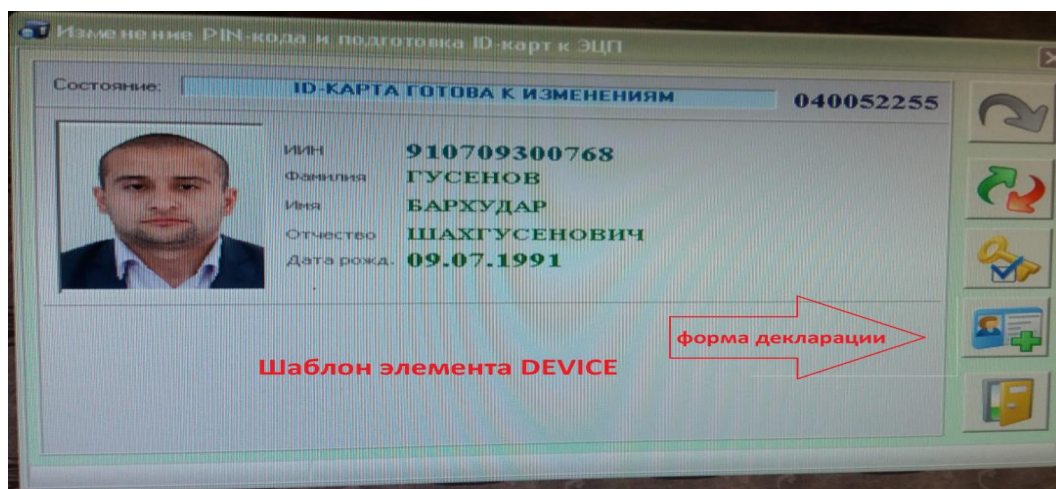 Изменение PIN-кода и подготовка ID-карт к ЭЦП
Состояние: ID-КАРТА ГОТОВА К ИЗМЕНЕНИЯМ 040052255
ИИН 910709300768
Фамилия ГУСЕНОВ
Имя БАРХУДАР
Отчество ШАХГУСЕНОВИЧ
Дата рожд. 09.07.1991
форма декларации
Шаблон элемента DEVICE